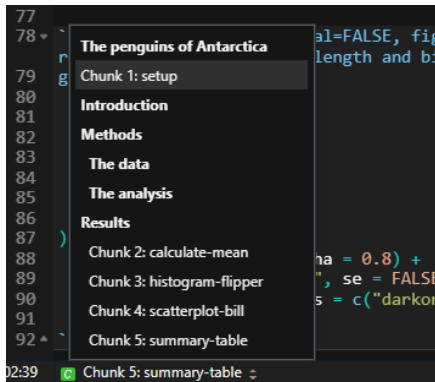 77
78 al=FALSE, fig
r length and bi
79 g
80
81
82
83
84
85
86
87 )
88 ha = 0.8) +
89 ", se = FALSE
90 s = c("darkor
91
92 `
The penguins of Antarctica
Chunk 1: setup
Introduction
Methods
The data
The analysis
Results
Chunk 2: calculate-mean
Chunk 3: histogram-flipper
Chunk 4: scatterplot-bill
Chunk 5: summary-table
02:39 C Chunk 5: summary-table